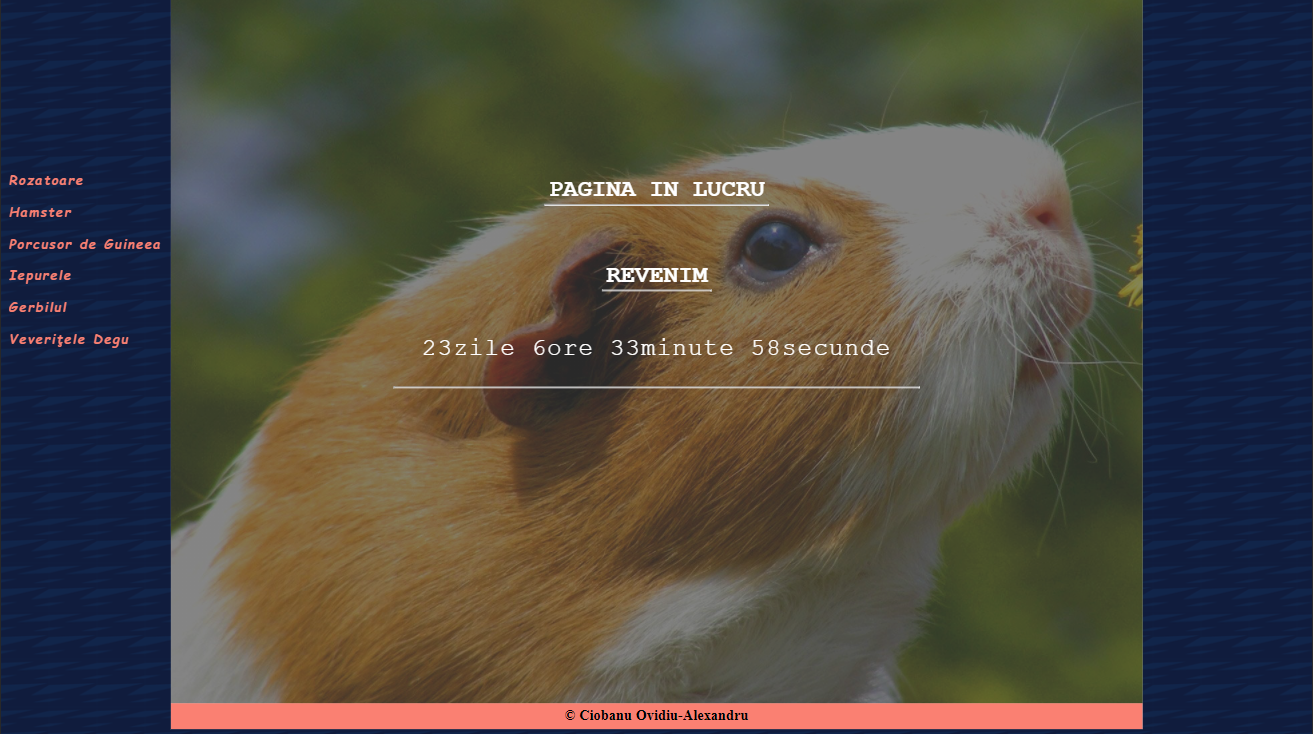 Rozatoare
Hamster
Porcusor de Guineea
Iepurele
Gerbilul
Veverițele Degu
PAGINA IN LUCRU
REVENIM
23zile 6ore 33minute 58secunde
© Ciobanu Ovidiu-Alexandru